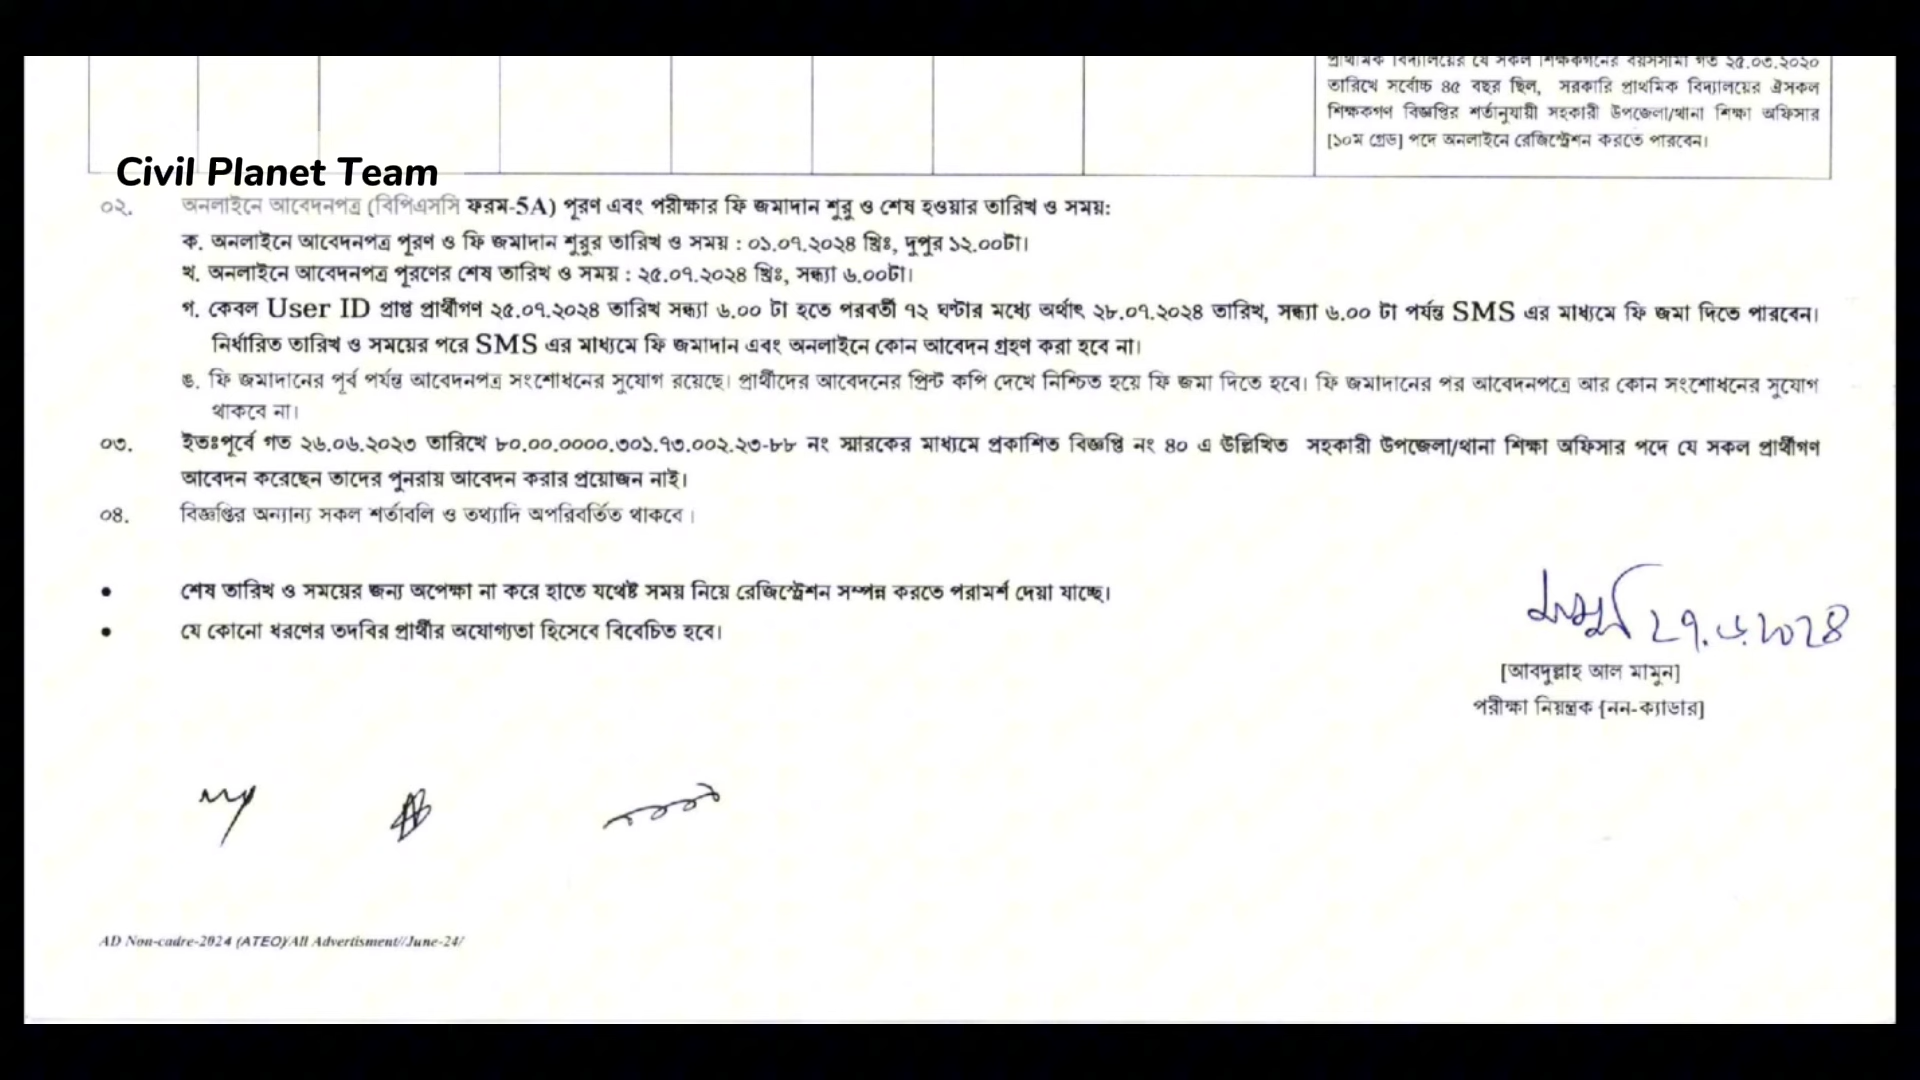 প্রাথমিক বিদ্যালয়ের যে সকল শিক্ষকগনের বয়সসীমা গত ২৫.০৩.২০২০
তারিখে সর্বোচ্চ ৪৫ বছর ছিল, সরকারি প্রাথমিক বিদ্যালয়ের ঐসকল
শিক্ষকগণ বিজ্ঞপ্তির শর্তানুযায়ী সহকারী উপজেলা/থানা শিক্ষা অফিসার
[১০ম গ্রেড] পদে অনলাইনে রেজিস্ট্রেশন করতে পারবেন।
Civil Planet Team
০২. অনলাইনে আবেদনপত্র (বিপিএসসি ফরম-5A) পূরণ এবং পরীক্ষার ফি জমাদান শুরু ও শেষ হওয়ার তারিখ ও সময়:
ক. অনলাইনে আবেদনপত্র পূরণ ও ফি জমাদান শুরুর তারিখ ও সময় : ০১.০৭.২০২৪ খ্রিঃ, দুপুর ১২.০০টা।
খ. অনলাইনে আবেদনপত্র পূরণের শেষ তারিখ ও সময় : ২৫.০৭.২০২৪ খ্রিঃ, সন্ধ্যা ৬.০০টা।
গ. কেবল User ID প্রাপ্ত প্রার্থীগণ ২৫.০৭.২০২৪ তারিখ সন্ধ্যা ৬.০০ টা হতে পরবর্তী ৭২ ঘণ্টার মধ্যে অর্থাৎ ২৮.০৭.২০২৪ তারিখ, সন্ধ্যা ৬.০০ টা পর্যন্ত SMS এর মাধ্যমে ফি জমা দিতে পারবেন।
নির্ধারিত তারিখ ও সময়ের পরে SMS এর মাধ্যমে ফি জমাদান এবং অনলাইনে কোন আবেদন গ্রহণ করা হবে না।
ঙ. ফি জমাদানের পূর্ব পর্যন্ত আবেদনপত্র সংশোধনের সুযোগ রয়েছে। প্রার্থীদের আবেদনের প্রিন্ট কপি দেখে নিশ্চিত হয়ে ফি জমা দিতে হবে। ফি জমাদানের পর আবেদনপত্রে আর কোন সংশোধনের সুযোগ
থাকবে না।
০৩. ইতঃপূর্বে গত ২৬.০৬.২০২৩ তারিখে ৮০.০০.০০০০.৩০১.৭৩.০০২.২৩-৮৮ নং স্মারকের মাধ্যমে প্রকাশিত বিজ্ঞপ্তি নং ৪০ এ উল্লিখিত সহকারী উপজেলা/থানা শিক্ষা অফিসার পদে যে সকল প্রার্থীগণ
আবেদন করেছেন তাদের পুনরায় আবেদন করার প্রয়োজন নাই।
০৪. বিজ্ঞপ্তির অন্যান্য সকল শর্তাবলি ও তথ্যাদি অপরিবর্তিত থাকবে।
• শেষ তারিখ ও সময়ের জন্য অপেক্ষা না করে হাতে যথেষ্ট সময় নিয়ে রেজিস্ট্রেশন সম্পন্ন করতে পরামর্শ দেয়া যাচ্ছে।
• যে কোনো ধরণের তদবির প্রার্থীর অযোগ্যতা হিসেবে বিবেচিত হবে।
২৭.৬.২০২৪
[আবদুল্লাহ আল মামুন]
পরীক্ষা নিয়ন্ত্রক [নন-ক্যাডার]
AD Non-cadre-2024 (ATEO)/All Advertisment//June-24/